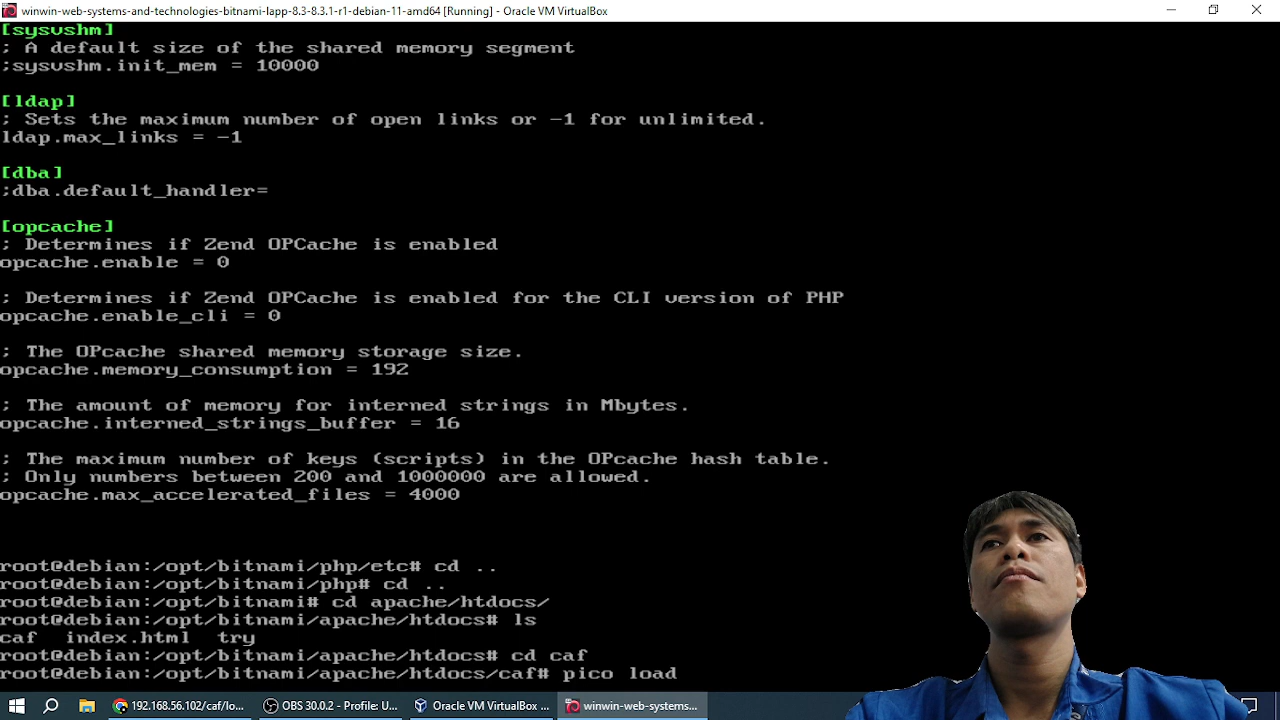 winwin-web-systems-and-technologies-bitnami-lapp-8.3-8.3.1-r1-debian-11-amd64 [Running] - Oracle VM VirtualBox
[sysvshm]
; A default size of the shared memory segment
;sysvshm.init_mem = 10000
[ldap]
; Sets the maximum number of open links or -1 for unlimited.
ldap.max_links = -1
[dba]
;dba.default_handler=
[opcache]
; Determines if Zend OPCache is enabled
opcache.enable = 0
; Determines if Zend OPCache is enabled for the CLI version of PHP
opcache.enable_cli = 0
; The OPcache shared memory storage size.
opcache.memory_consumption = 192
; The amount of memory for interned strings in Mbytes.
opcache.interned_strings_buffer = 16
; The maximum number of keys (scripts) in the OPcache hash table.
; Only numbers between 200 and 1000000 are allowed.
opcache.max_accelerated_files = 4000
root@debian:/opt/bitnami/php/etc# cd ..
root@debian:/opt/bitnami/php# cd ..
root@debian:/opt/bitnami# cd apache/htdocs/
root@debian:/opt/bitnami/apache/htdocs# ls
caf  index.html  try
root@debian:/opt/bitnami/apache/htdocs# cd caf
root@debian:/opt/bitnami/apache/htdocs/caf# pico load
192.168.56.102/caf/lo... OBS 30.0.2 - Profile: U... Oracle VM VirtualBox ... winwin-web-systems...